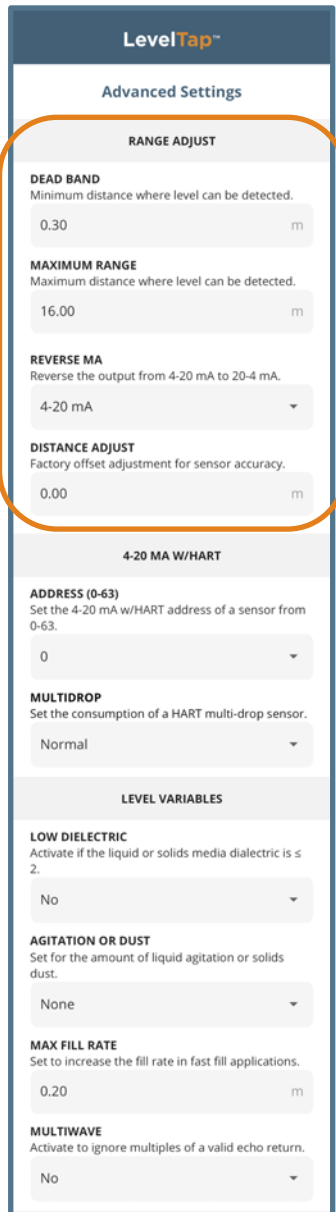 LevelTap™
Advanced Settings
RANGE ADJUST
DEAD BAND
Minimum distance where level can be detected.
0.30 m
MAXIMUM RANGE
Maximum distance where level can be detected.
16.00 m
REVERSE MA
Reverse the output from 4-20 mA to 20-4 mA.
4-20 mA
DISTANCE ADJUST
Factory offset adjustment for sensor accuracy.
0.00 m
4-20 MA W/HART
ADDRESS (0-63)
Set the 4-20 mA w/HART address of a sensor from
0-63.
0
MULTIDROP
Set the consumption of a HART multi-drop sensor.
Normal
LEVEL VARIABLES
LOW DIELECTRIC
Activate if the liquid or solids media dialectric is ≤
2.
No
AGITATION OR DUST
Set for the amount of liquid agitation or solids
dust.
None
MAX FILL RATE
Set to increase the fill rate in fast fill applications.
0.20 m
MULTIWAVE
Activate to ignore multiples of a valid echo return.
No